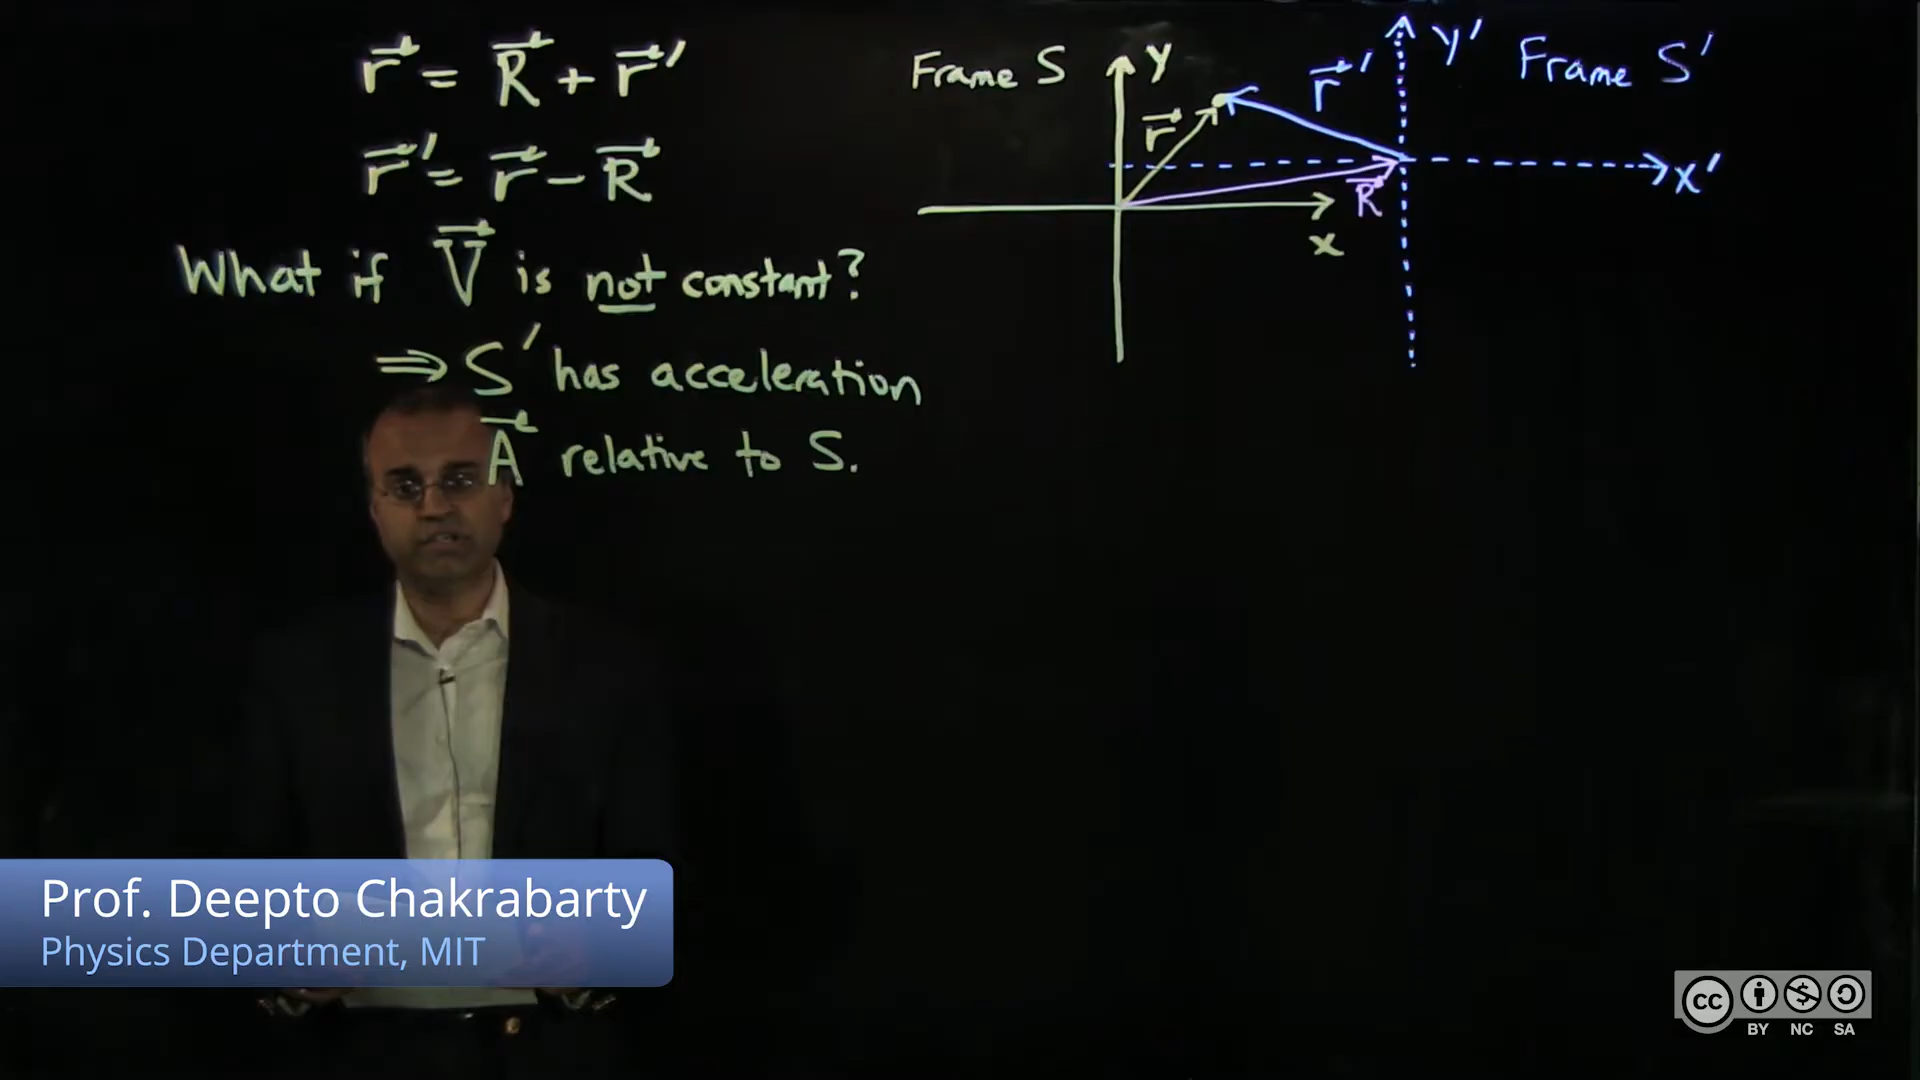 r⃗ = R⃗ + r⃗′
r⃗′ = r⃗ − R⃗
What if V⃗ is not constant?
⇒ S′ has acceleration
A⃗ relative to S.
Frame S
y
r⃗
x
R⃗
r⃗′
y′
Frame S′
x′
Prof. Deepto Chakrabarty
Physics Department, MIT
cc
BY NC SA